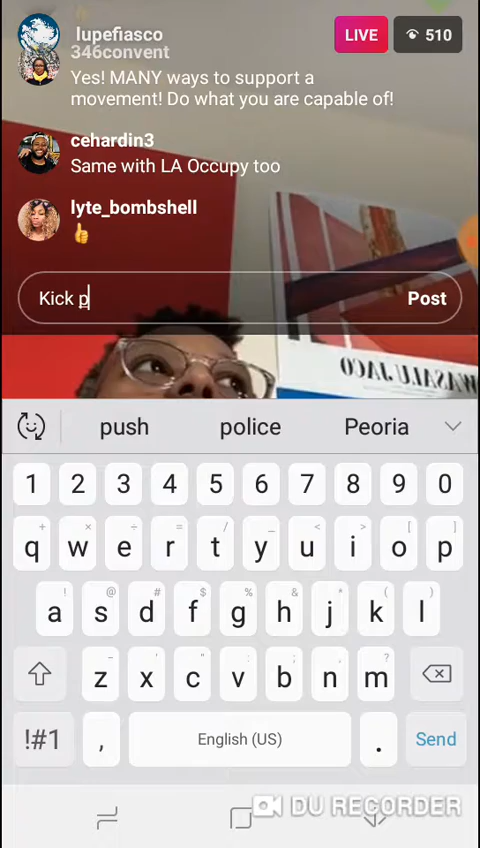 lupefiasco
LIVE
510
346convent
Yes! MANY ways to support a
movement! Do what you are capable of!
cehardin3
Same with LA Occupy too
lyte_bombshell
Kick p
Post
WASALU JACO
push
police
Peoria
1 2 3 4 5 6 7 8 9 0
+ × ÷ = / _ < > [ ]
q w e r t y u i o p
! @ # $ % ^ & * ( )
a s d f g h j k l
- ' " : ; , ?
z x c v b n m
!#1
,
English (US)
.
Send
DU RECORDER